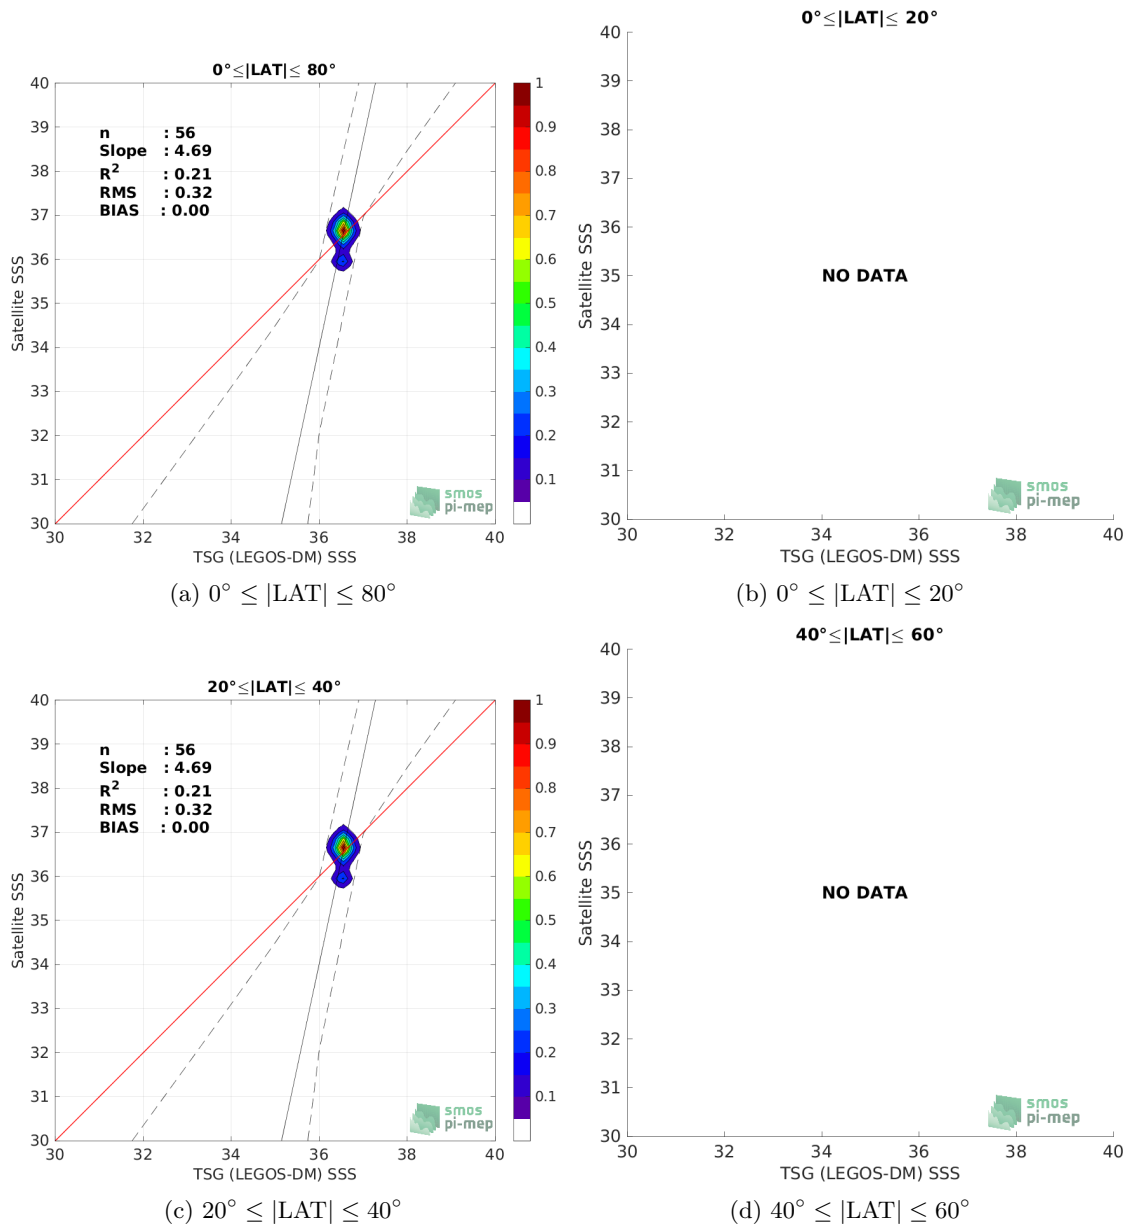 0°≤|LAT|≤ 80°
40
39
38
37
36
35
34
33
32
31
30
Satellite SSS
n : 56
Slope : 4.69
R² : 0.21
RMS : 0.32
BIAS : 0.00
smos
pi-mep
30 32 34 36 38 40
TSG (LEGOS-DM) SSS
1
0.9
0.8
0.7
0.6
0.5
0.4
0.3
0.2
0.1
(a) 0° ≤ |LAT| ≤ 80°
0°≤|LAT|≤ 20°
40
39
38
37
36
35
34
33
32
31
30
Satellite SSS
NO DATA
smos
pi-mep
30 32 34 36 38 40
TSG (LEGOS-DM) SSS
(b) 0° ≤ |LAT| ≤ 20°
20°≤|LAT|≤ 40°
40
39
38
37
36
35
34
33
32
31
30
Satellite SSS
n : 56
Slope : 4.69
R² : 0.21
RMS : 0.32
BIAS : 0.00
smos
pi-mep
30 32 34 36 38 40
TSG (LEGOS-DM) SSS
1
0.9
0.8
0.7
0.6
0.5
0.4
0.3
0.2
0.1
(c) 20° ≤ |LAT| ≤ 40°
40°≤|LAT|≤ 60°
40
39
38
37
36
35
34
33
32
31
30
Satellite SSS
NO DATA
smos
pi-mep
30 32 34 36 38 40
TSG (LEGOS-DM) SSS
(d) 40° ≤ |LAT| ≤ 60°